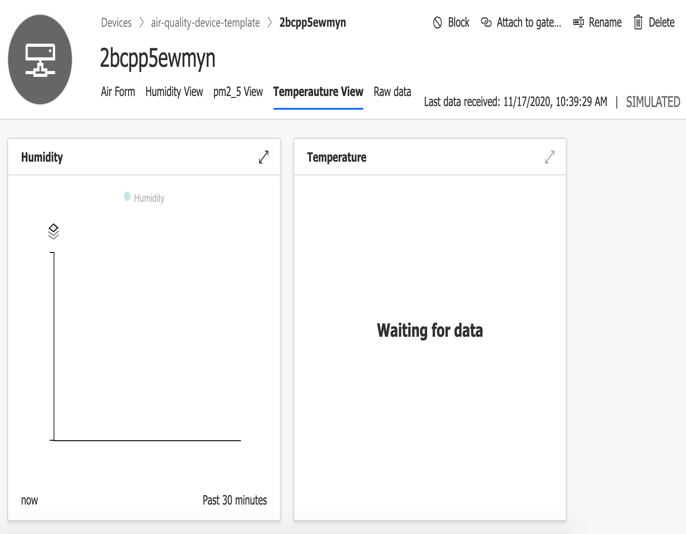 Devices > air-quality-device-template > 2bcpp5ewmyn
Block Attach to gate... Rename Delete
2bcpp5ewmyn
Air Form Humidity View pm2_5 View Temperauture View Raw data
Last data received: 11/17/2020, 10:39:29 AM | SIMULATED
Humidity
Humidity
now Past 30 minutes
Temperature
Waiting for data